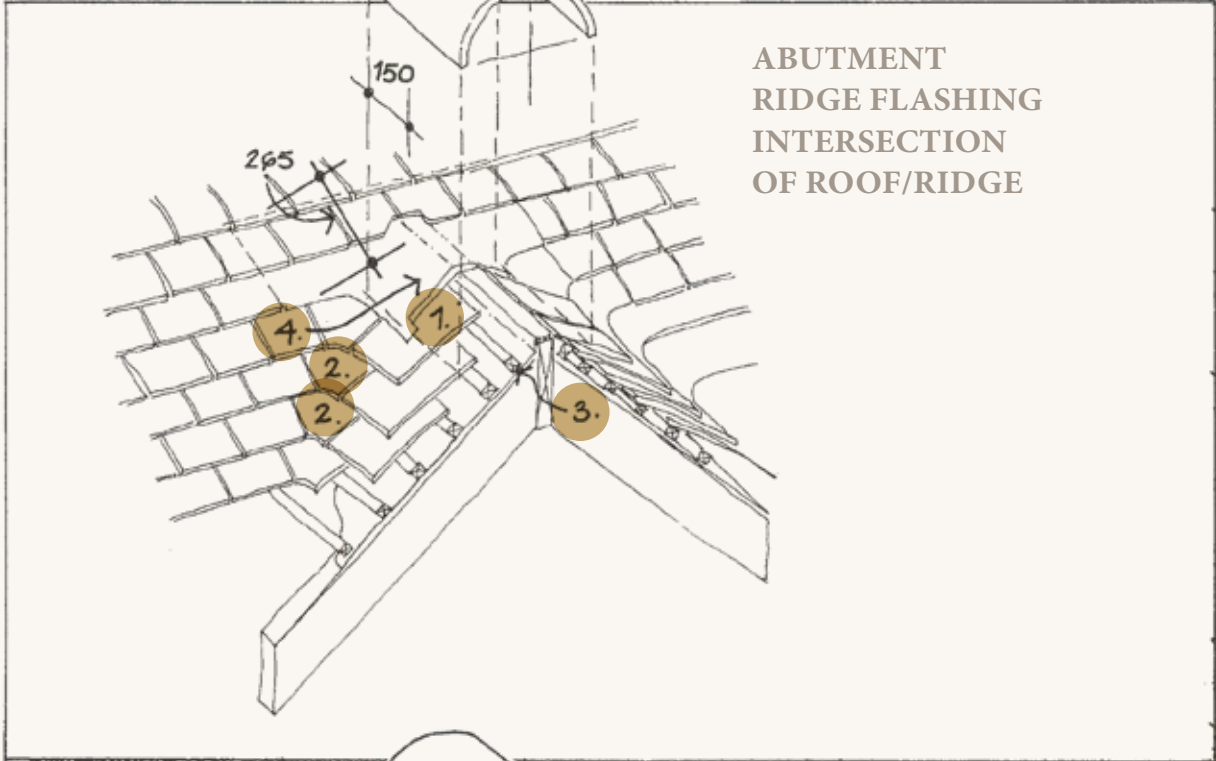 150
ABUTMENT
RIDGE FLASHING
INTERSECTION
OF ROOF/RIDGE
265
1.
4.
2.
2.
3.